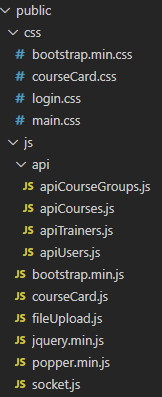 public
css
# bootstrap.min.css
# courseCard.css
# login.css
# main.css
js
api
JS apiCourseGroups.js
JS apiCourses.js
JS apiTrainers.js
JS apiUsers.js
JS bootstrap.min.js
JS courseCard.js
JS fileUpload.js
JS jquery.min.js
JS popper.min.js
JS socket.js